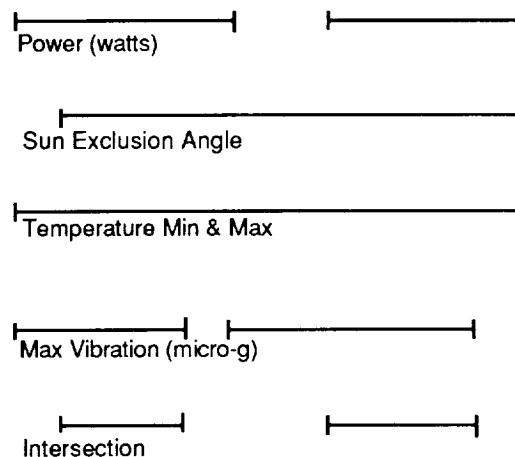 Power (watts)
Sun Exclusion Angle
Temperature Min & Max
Max Vibration (micro-g)
Intersection